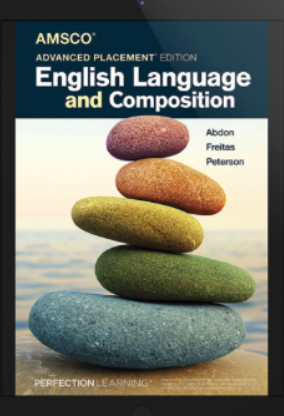 AMSCO®
ADVANCED PLACEMENT® EDITION
English Language
and Composition
Abdon
Freitas
Peterson
PERFECTION LEARNING®